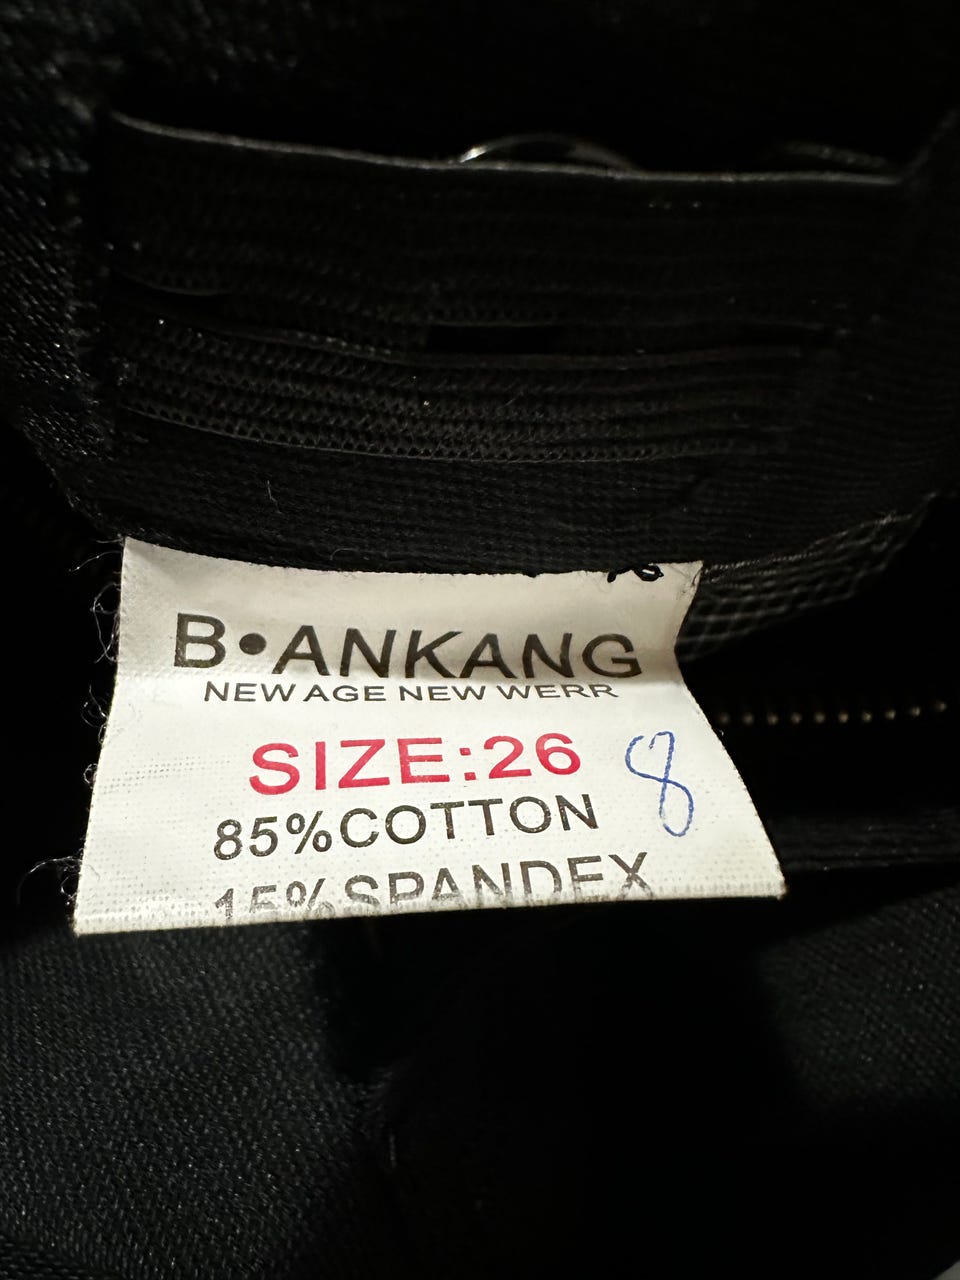 B•ANKANG
NEW AGE NEW WERR
SIZE:26 8
85%COTTON
15%SPANDEX